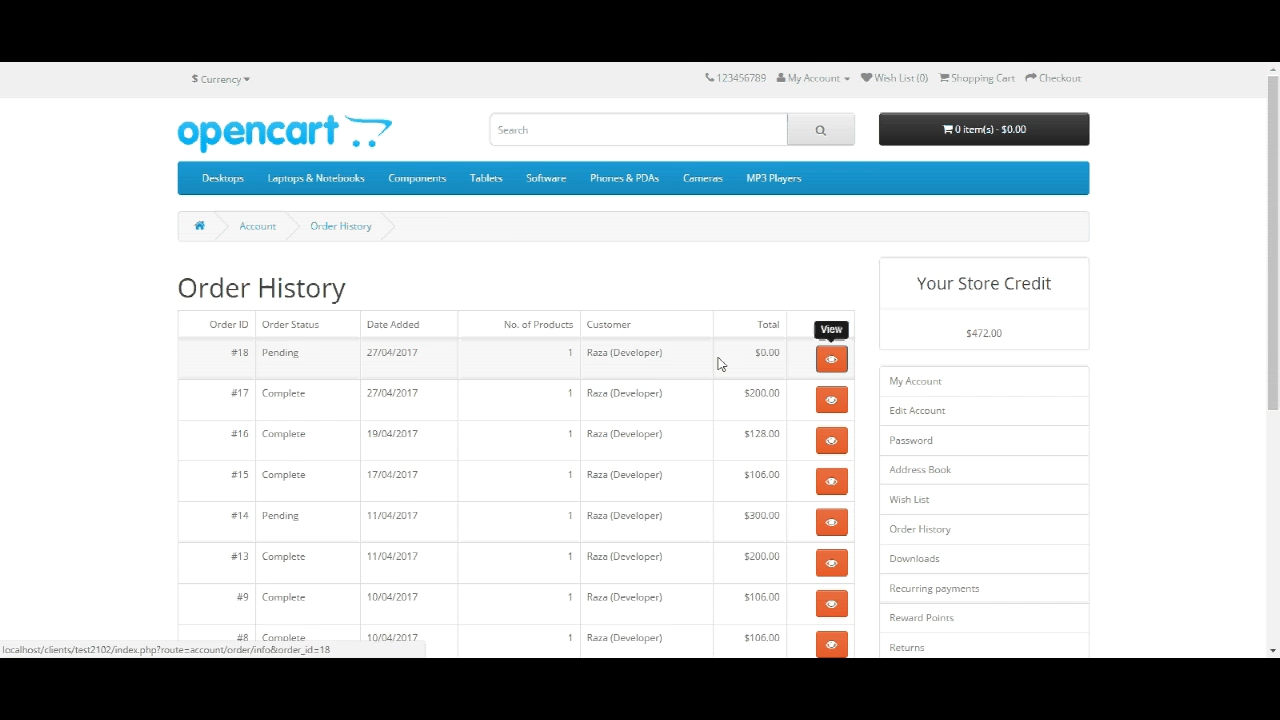 $ Currency
123456789 My Account Wish List (0) Shopping Cart Checkout
opencart
Search
0 item(s) - $0.00
Desktops Laptops & Notebooks Components Tablets Software Phones & PDAs Cameras MP3 Players
Account Order History
Order History
Order ID Order Status Date Added No. of Products Customer Total
View
#18 Pending 27/04/2017 1 Raza (Developer) $0.00
#17 Complete 27/04/2017 1 Raza (Developer) $200.00
#16 Complete 19/04/2017 1 Raza (Developer) $128.00
#15 Complete 17/04/2017 1 Raza (Developer) $106.00
#14 Pending 11/04/2017 1 Raza (Developer) $300.00
#13 Complete 11/04/2017 1 Raza (Developer) $200.00
#9 Complete 10/04/2017 1 Raza (Developer) $106.00
#8 Complete 10/04/2017 1 Raza (Developer) $106.00
Your Store Credit
$472.00
My Account
Edit Account
Password
Address Book
Wish List
Order History
Downloads
Recurring payments
Reward Points
Returns
localhost/clients/test2102/index.php?route=account/order/info&order_id=18